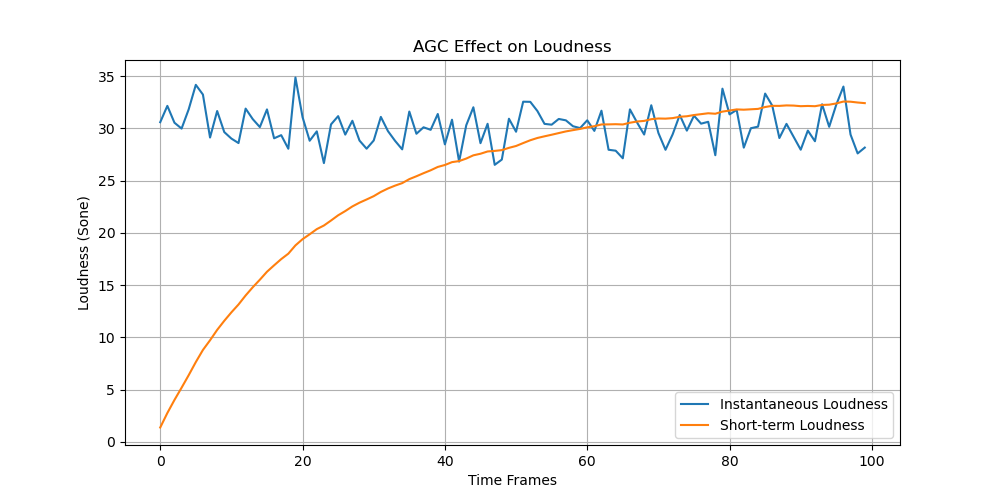 AGC Effect on Loudness
Loudness (Sone)
35
30
25
20
15
10
5
0
Instantaneous Loudness
Short-term Loudness
0 20 40 60 80 100
Time Frames